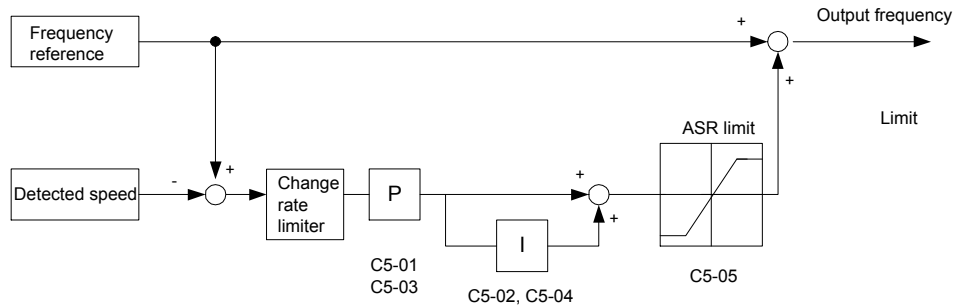 Frequency
reference
+
Output frequency
+
Limit
ASR limit
Detected speed
-
+
Change
rate
limiter
P
+
+
I
C5-01
C5-03
C5-02, C5-04
C5-05